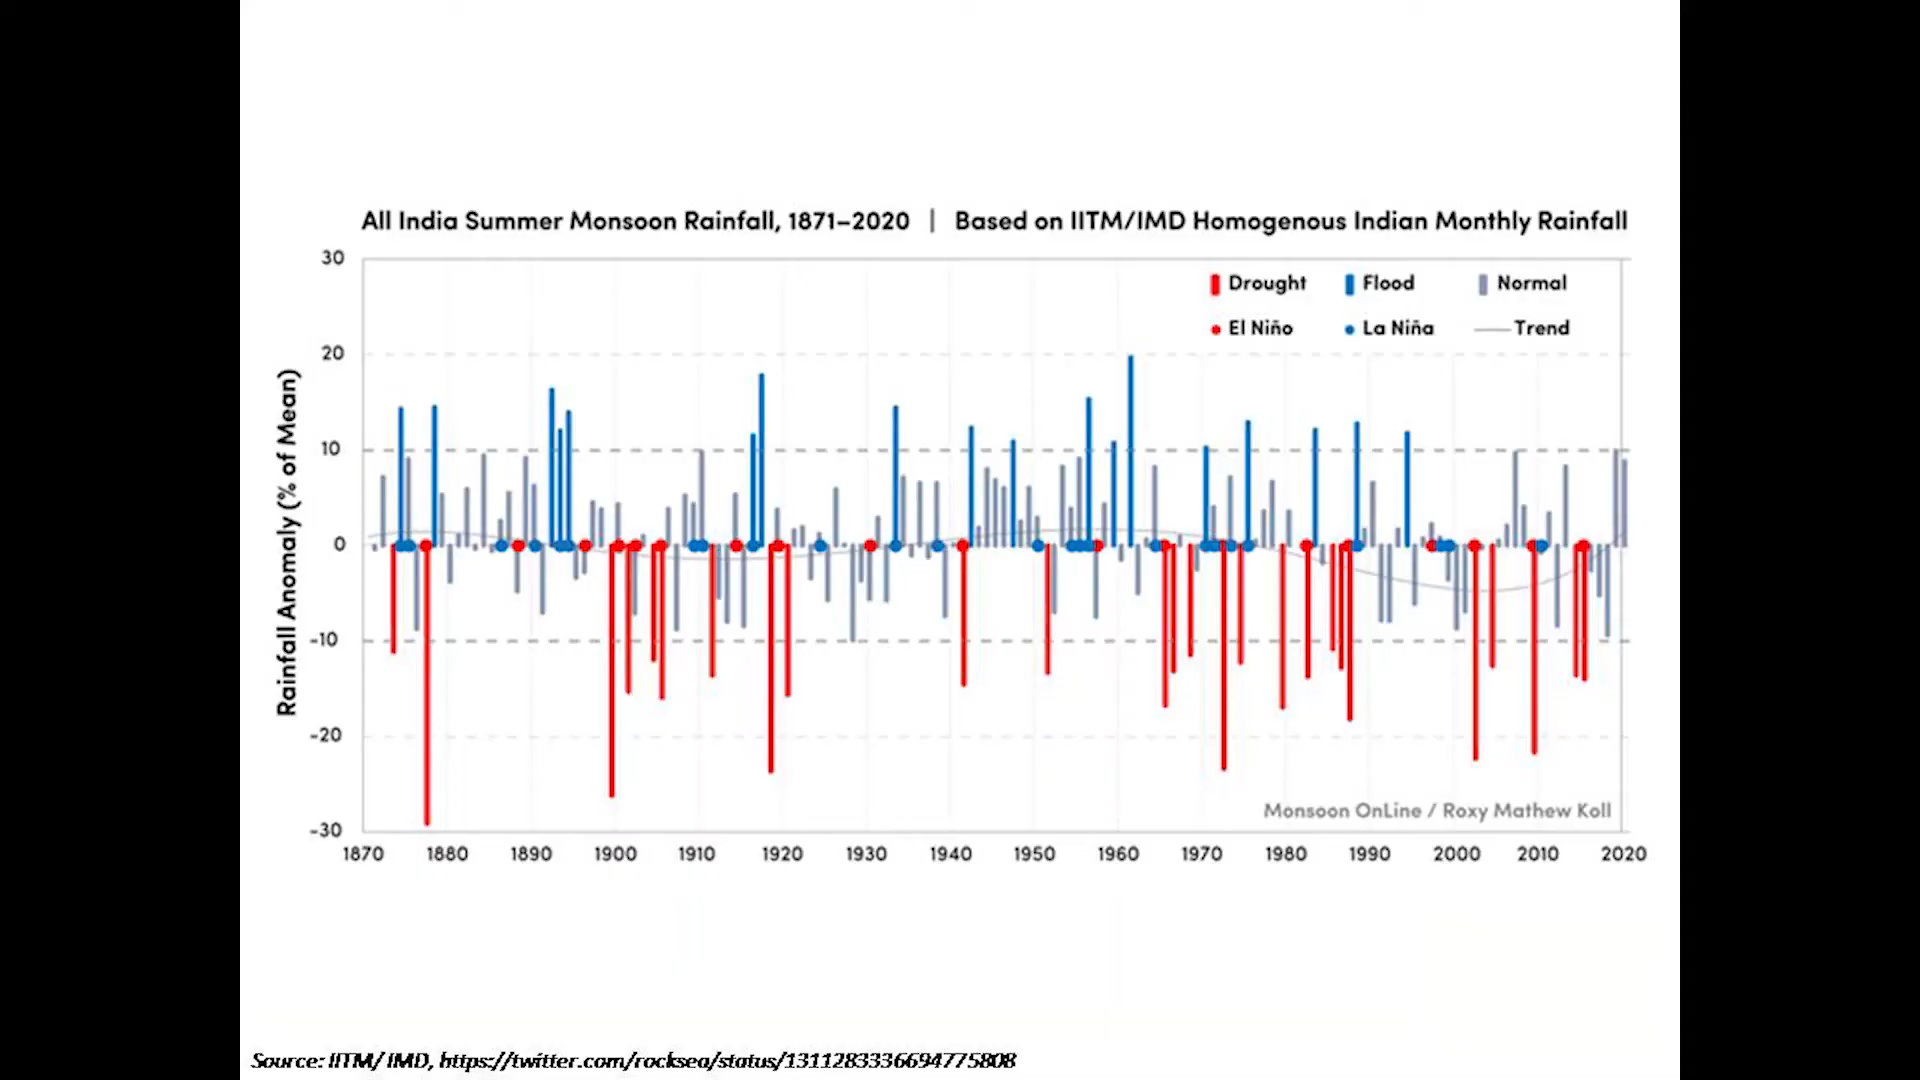 All India Summer Monsoon Rainfall, 1871–2020 | Based on IITM/IMD Homogenous Indian Monthly Rainfall
30
Drought Flood Normal
El Niño La Niña Trend
20
10
0
-10
-20
-30
Rainfall Anomaly (% of Mean)
Monsoon OnLine / Roxy Mathew Koll
1870 1880 1890 1900 1910 1920 1930 1940 1950 1960 1970 1980 1990 2000 2010 2020
Source: IITM/ IMD, https://twitter.com/rocksea/status/1311283336694775808